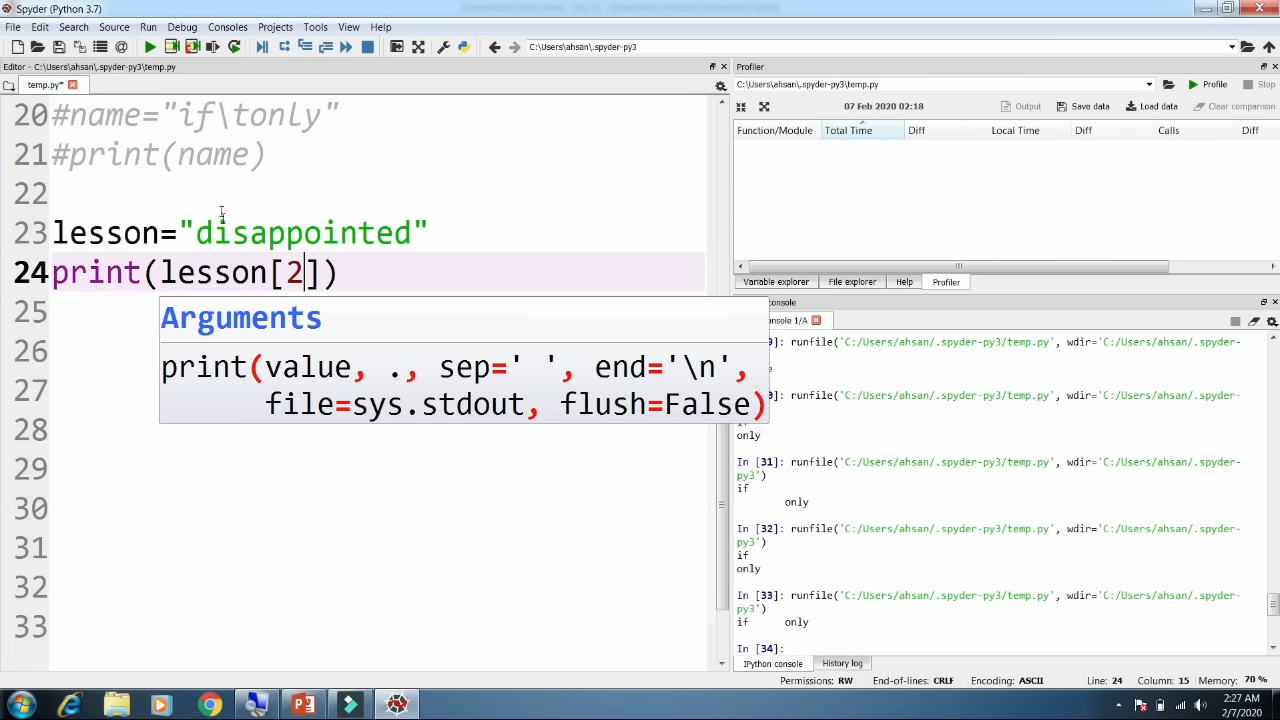 Spyder (Python 3.7)
File Edit Search Source Run Debug Consoles Projects Tools View Help
C:\Users\ahsan\.spyder-py3
Editor - C:\Users\ahsan\.spyder-py3\temp.py
temp.py*
20 #name="if\tonly"
21 #print(name)
22
23 lesson="disappointed"
24 print(lesson[2])
25
26
27
28
29
30
31
32
33
Arguments
print(value, ., sep=' ', end='\n',
file=sys.stdout, flush=False)
Profiler
C:\Users\ahsan\.spyder-py3\temp.py Profile Stop
07 Feb 2020 02:18 Output Save data Load data Clear comparison
Function/Module Total Time Diff Local Time Diff Calls Diff
Variable explorer File explorer Help Profiler
console
onsole 1/A
]: runfile('C:/Users/ahsan/.spyder-py3/temp.py', wdir='C:/Users/ahsan/.spyder-
e
]: runfile('C:/Users/ahsan/.spyder-py3/temp.py', wdir='C:/Users/ahsan/.spyder-
only
In [31]: runfile('C:/Users/ahsan/.spyder-py3/temp.py', wdir='C:/Users/ahsan/.spyder-
py3')
if
only
In [32]: runfile('C:/Users/ahsan/.spyder-py3/temp.py', wdir='C:/Users/ahsan/.spyder-
py3')
if
only
In [33]: runfile('C:/Users/ahsan/.spyder-py3/temp.py', wdir='C:/Users/ahsan/.spyder-
py3')
if only
In [34]:
IPython console History log
Permissions: RW End-of-lines: CRLF Encoding: ASCII Line: 24 Column: 15 Memory: 70 %
2:27 AM
2/7/2020